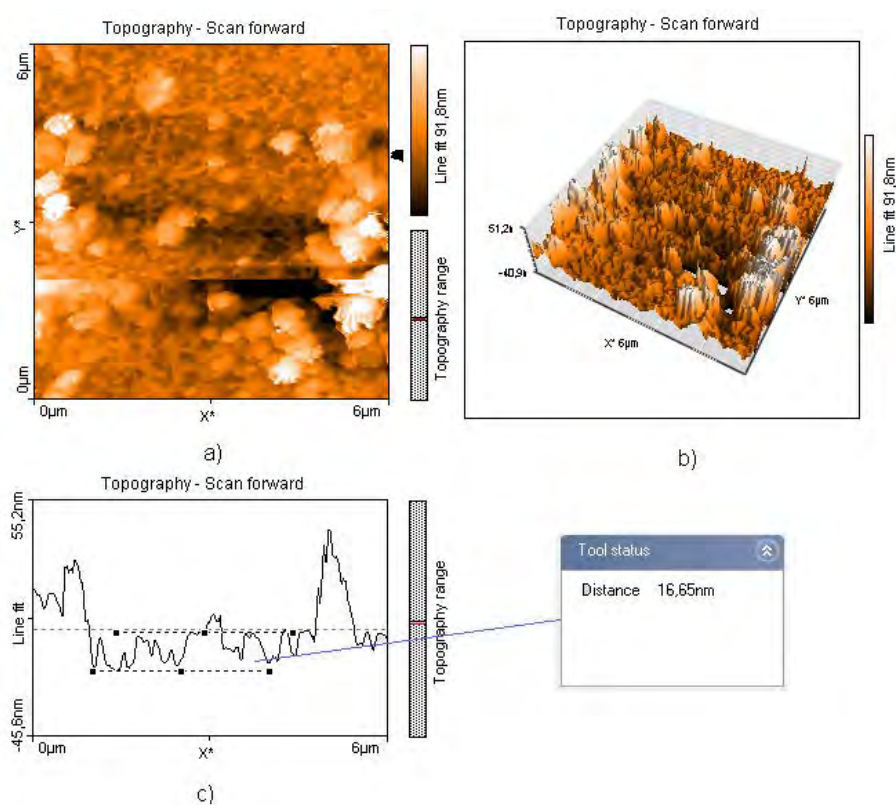 Topography - Scan forward
6µm
Y*
0µm
0µm
X*
6µm
Line fit 91,8nm
Topography range
a)
Topography - Scan forward
51,2n
-40,9n
X* 6µm
Y* 6µm
Line fit 91,8nm
b)
Topography - Scan forward
55,2nm
Line fit
-45,6nm
0µm
X*
6µm
Topography range
c)
Tool status
Distance 16,65nm